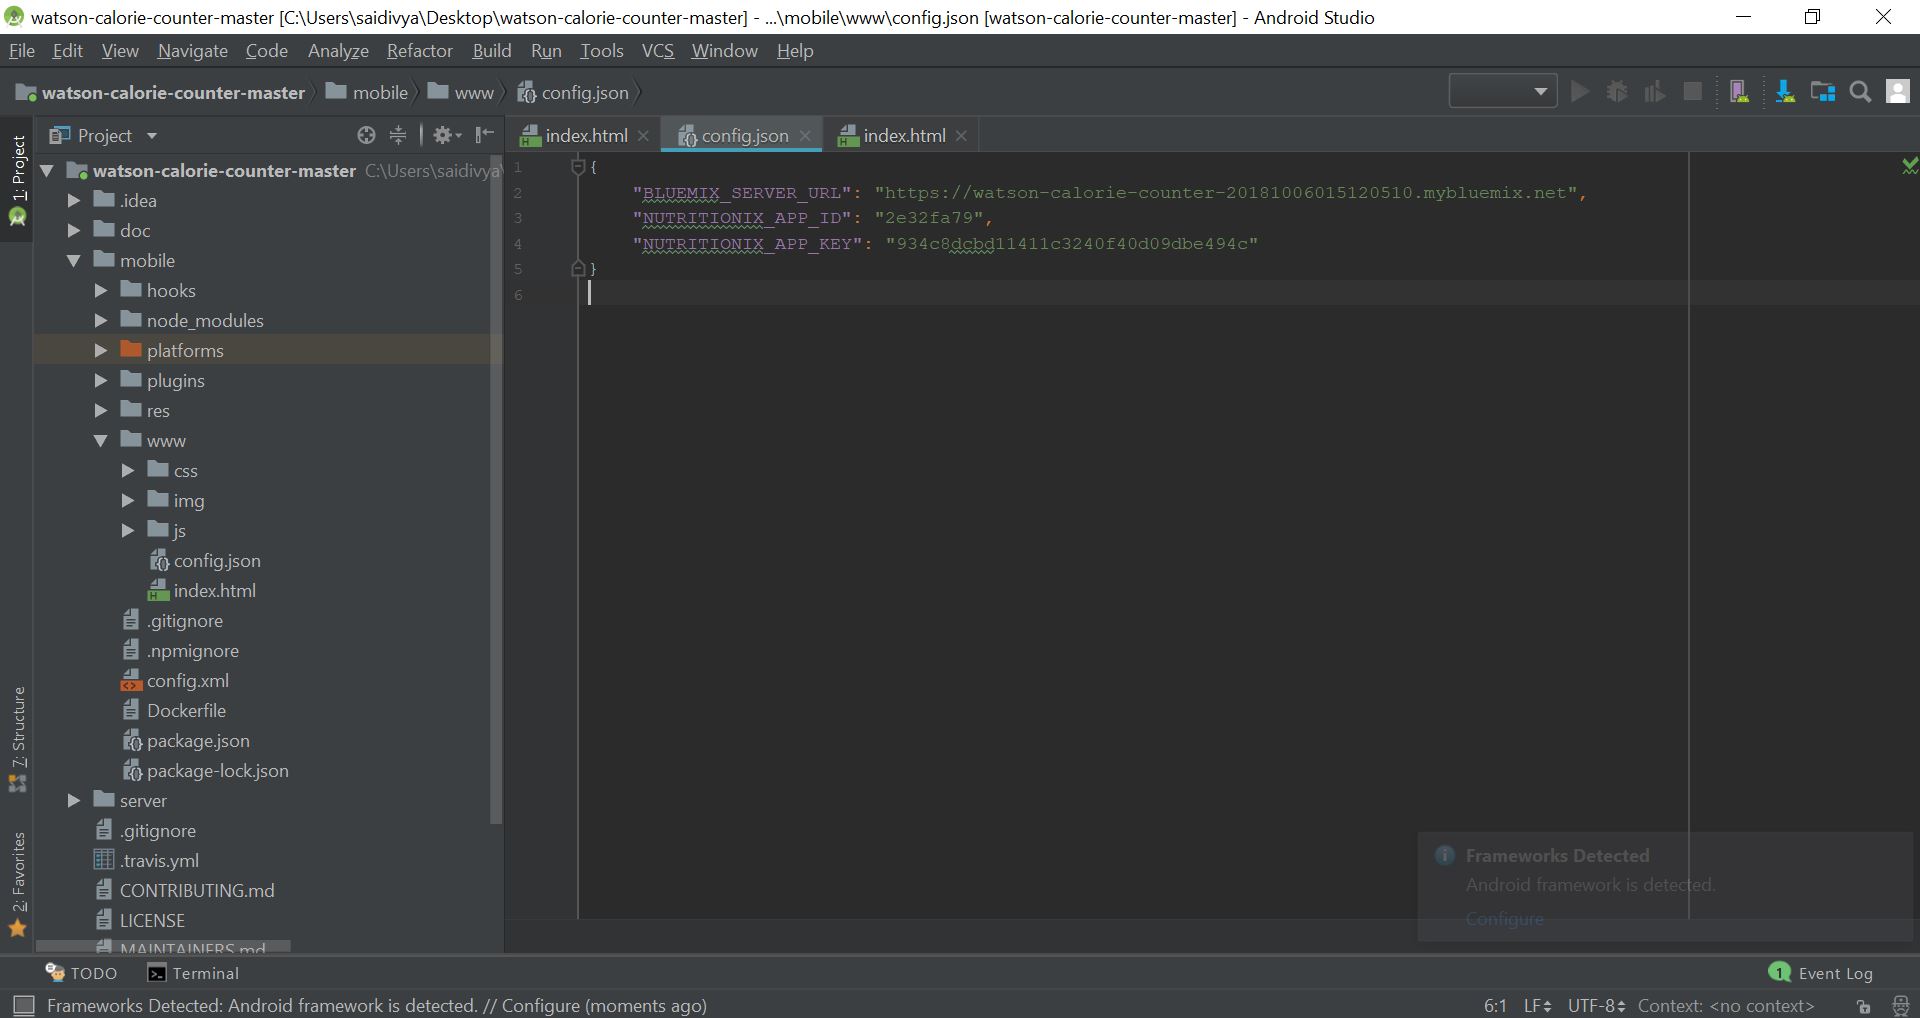 watson-calorie-counter-master [C:\Users\saidivya\Desktop\watson-calorie-counter-master] - ...\mobile\www\config.json [watson-calorie-counter-master] - Android Studio
File Edit View Navigate Code Analyze Refactor Build Run Tools VCS Window Help
watson-calorie-counter-master mobile www config.json
1: Project
7: Structure
2: Favorites
Project
watson-calorie-counter-master C:\Users\saidivya\
.idea
doc
mobile
hooks
node_modules
platforms
plugins
res
www
css
img
js
config.json
index.html
.gitignore
.npmignore
config.xml
Dockerfile
package.json
package-lock.json
server
.gitignore
.travis.yml
CONTRIBUTING.md
LICENSE
MAINTAINERS.md
index.html config.json index.html
1 {
2 "BLUEMIX_SERVER_URL": "https://watson-calorie-counter-20181006015120510.mybluemix.net",
3 "NUTRITIONIX_APP_ID": "2e32fa79",
4 "NUTRITIONIX_APP_KEY": "934c8dcbd11411c3240f40d09dbe494c"
5 }
6
Frameworks Detected
Android framework is detected.
Configure
TODO Terminal 1 Event Log
Frameworks Detected: Android framework is detected. // Configure (moments ago) 6:1 LF UTF-8 Context: <no context>